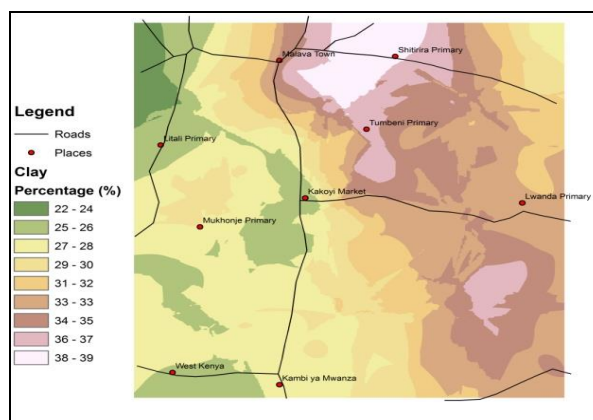 Legend
Roads
Places
Clay
Percentage (%)
22 - 24
25 - 26
27 - 28
29 - 30
31 - 32
33 - 33
34 - 35
36 - 37
38 - 39
Malava Town
Shitirira Primary
Tumbeni Primary
Litali Primary
Kakoyi Market
Lwanda Primary
Mukhonje Primary
West Kenya
Kambi ya Mwanza